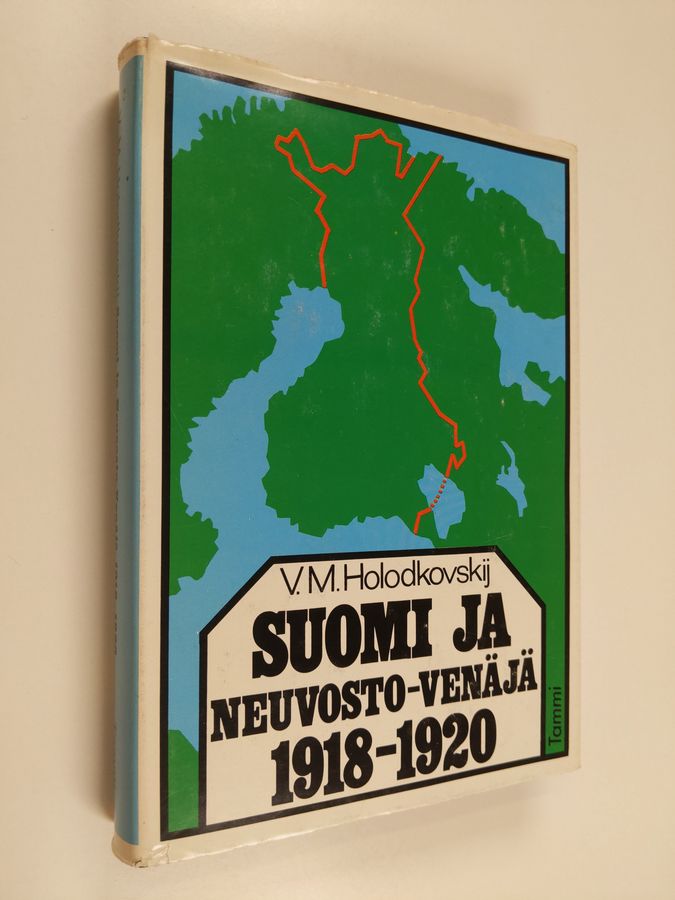 V.M.Holodkovskij
SUOMI JA
NEUVOSTO-VENÄJÄ
1918-1920
Tammi